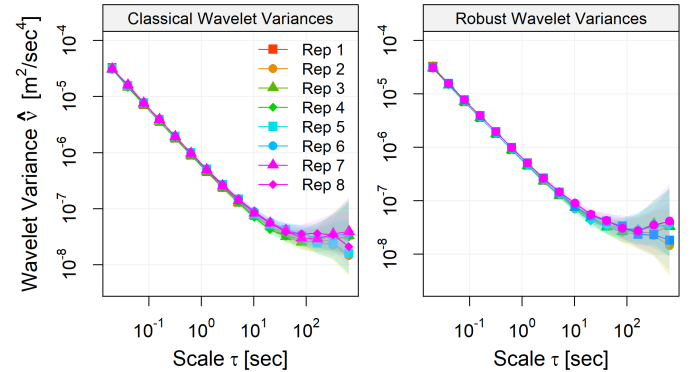 Classical Wavelet Variances
Robust Wavelet Variances
Wavelet Variance ν̂ [m²/sec⁴]
10⁻⁴
10⁻⁵
10⁻⁶
10⁻⁷
10⁻⁸
Rep 1
Rep 2
Rep 3
Rep 4
Rep 5
Rep 6
Rep 7
Rep 8
10⁻⁴
10⁻⁵
10⁻⁶
10⁻⁷
10⁻⁸
10⁻¹ 10⁰ 10¹ 10²
10⁻¹ 10⁰ 10¹ 10²
Scale τ [sec]
Scale τ [sec]